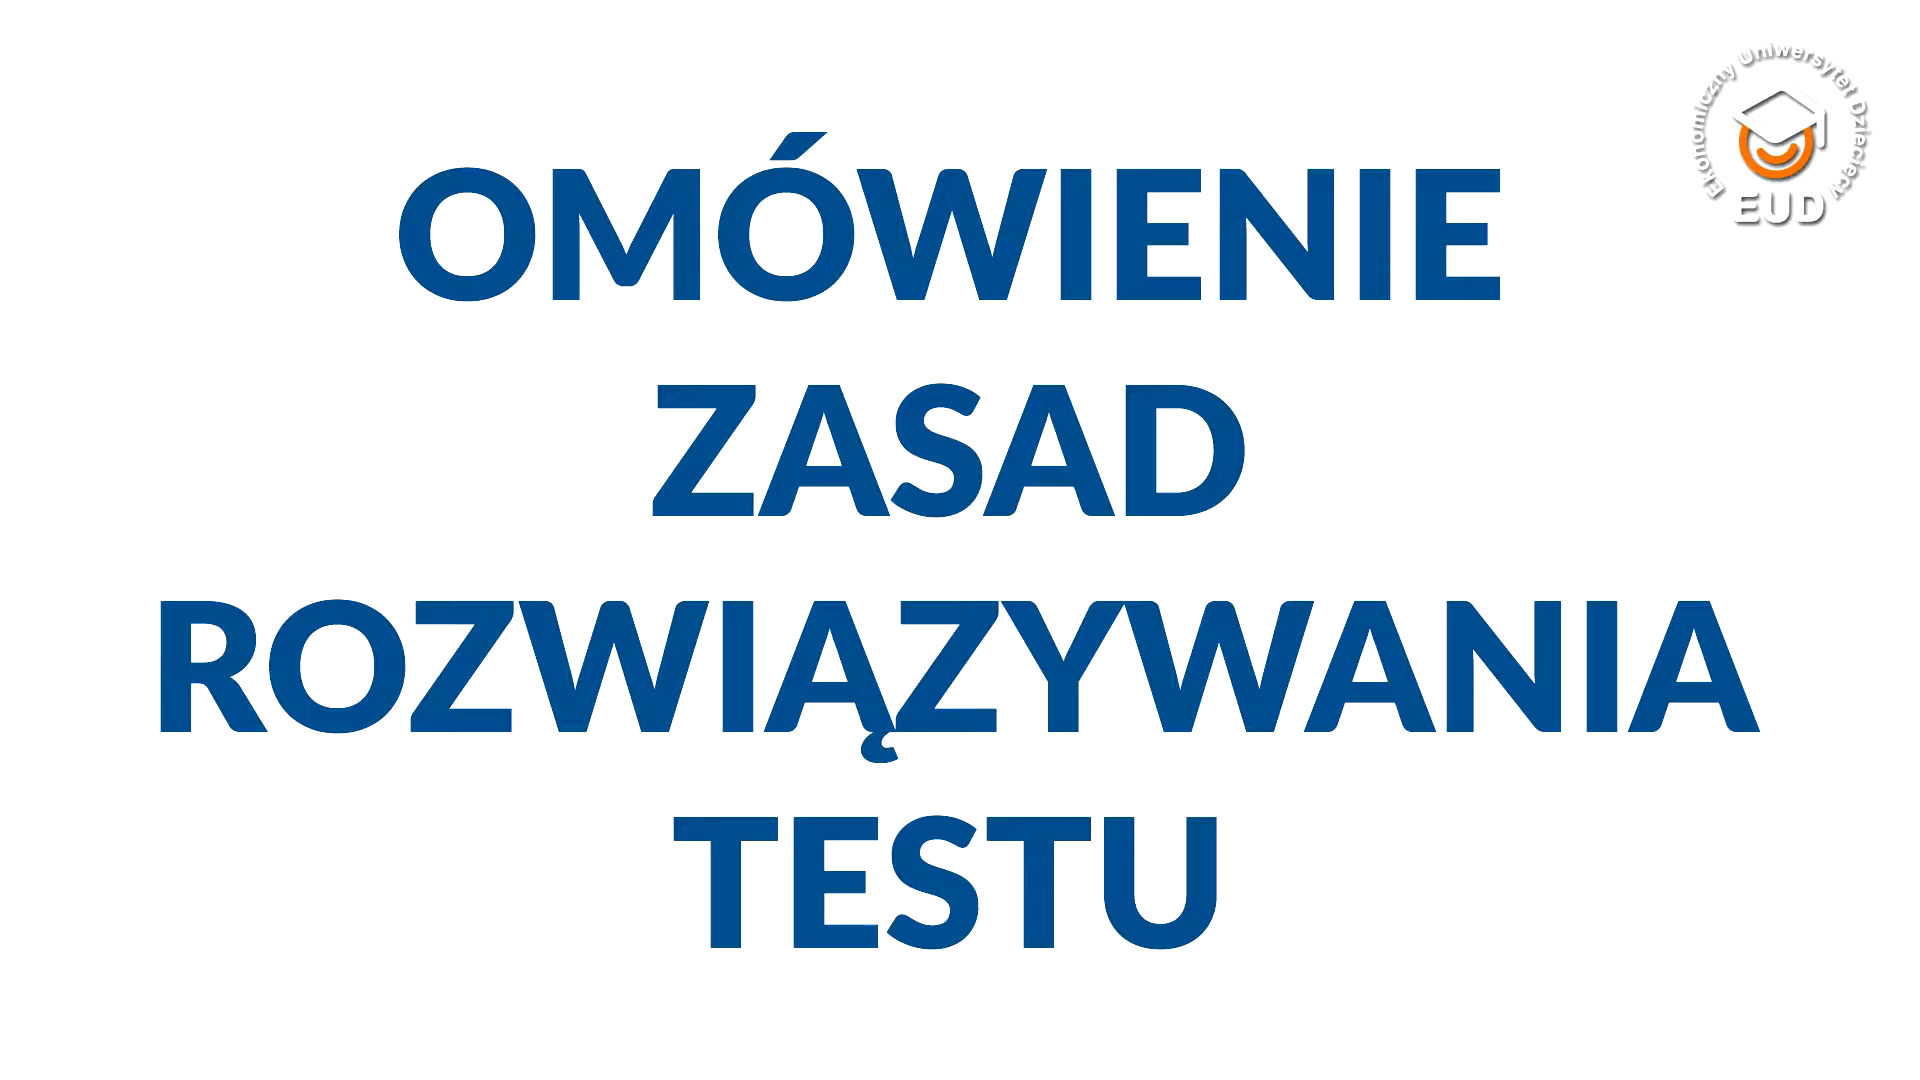 Ekonomiczny Uniwersytet Dziecięcy
EUD
OMÓWIENIE
ZASAD
ROZWIĄZYWANIA
TESTU